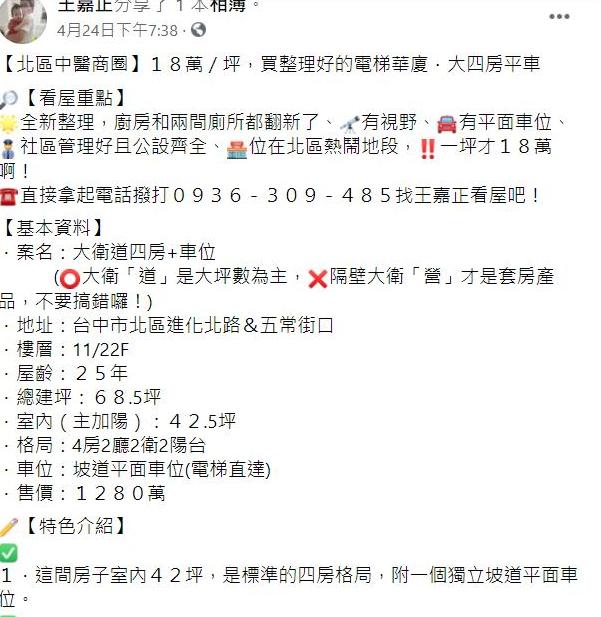 王嘉正分享了 1 本相簿。
4月24日下午7:38 ·
【北區中醫商圈】１８萬／坪，買整理好的電梯華廈．大四房平車
🔎【看屋重點】
🌟全新整理，廚房和兩間廁所都翻新了、🔭有視野、🚘有平面車位、
👮社區管理好且公設齊全、🏪位在北區熱鬧地段，‼️一坪才１８萬
啊！
☎️直接拿起電話撥打０９３６－３０９－４８５找王嘉正看屋吧！
【基本資料】
．案名：大衛道四房+車位
(⭕大衛「道」是大坪數為主，❌隔壁大衛「營」才是套房產
品，不要搞錯囉！)
．地址：台中市北區進化北路＆五常街口
．樓層：11/22F
．屋齡：２５年
．總建坪：６８.5坪
．室內（主加陽）：４２.5坪
．格局：4房2廳2衛2陽台
．車位：坡道平面車位(電梯直達)
．售價：１２８０萬
✏️【特色介紹】
✅
１．這間房子室內４２坪，是標準的四房格局，附一個獨立坡道平面車
位。